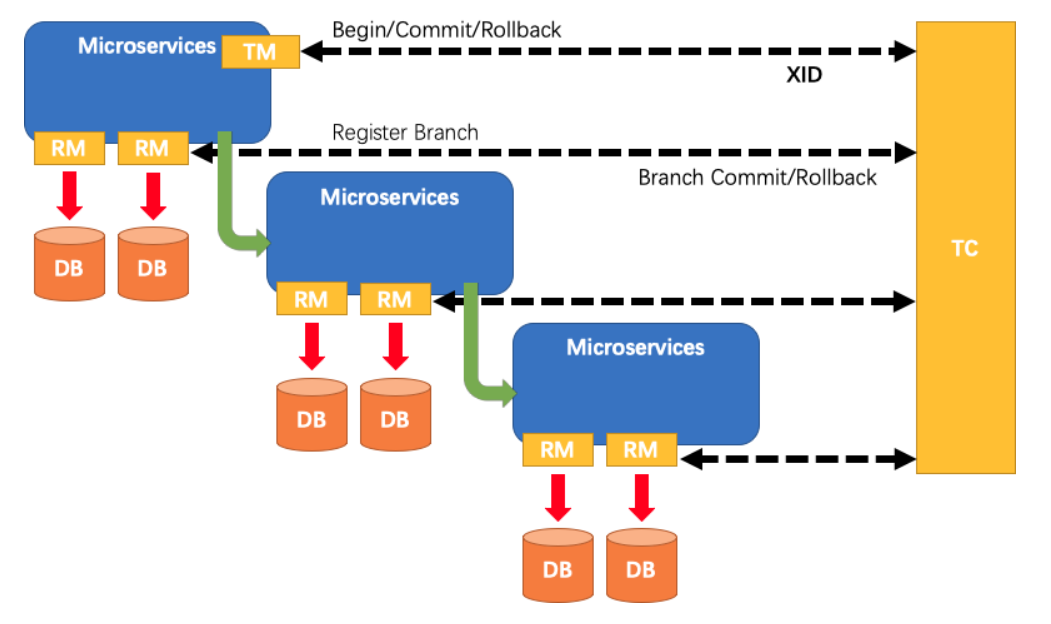 Begin/Commit/Rollback
Microservices
TM
XID
Register Branch
RM
RM
Branch Commit/Rollback
Microservices
TC
DB
DB
RM
RM
Microservices
DB
DB
RM
RM
DB
DB